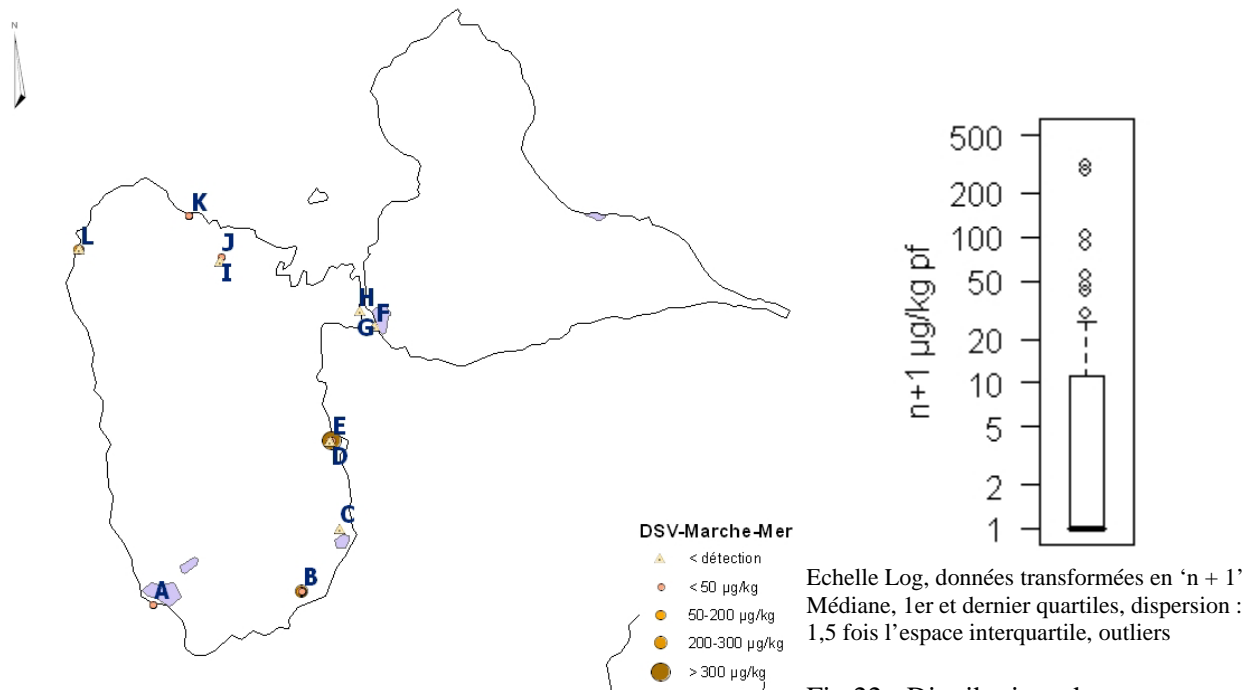 N
K
L
J
I
H
F
G
E
D
C
A
B
DSV-Marche-Mer
< détection
< 50 µg/kg
50-200 µg/kg
200-300 µg/kg
> 300 µg/kg
n+1 µg/kg pf
500
200
100
50
20
10
5
2
1
Echelle Log, données transformées en ‘n + 1’
Médiane, 1er et dernier quartiles, dispersion :
1,5 fois l’espace interquartile, outliers